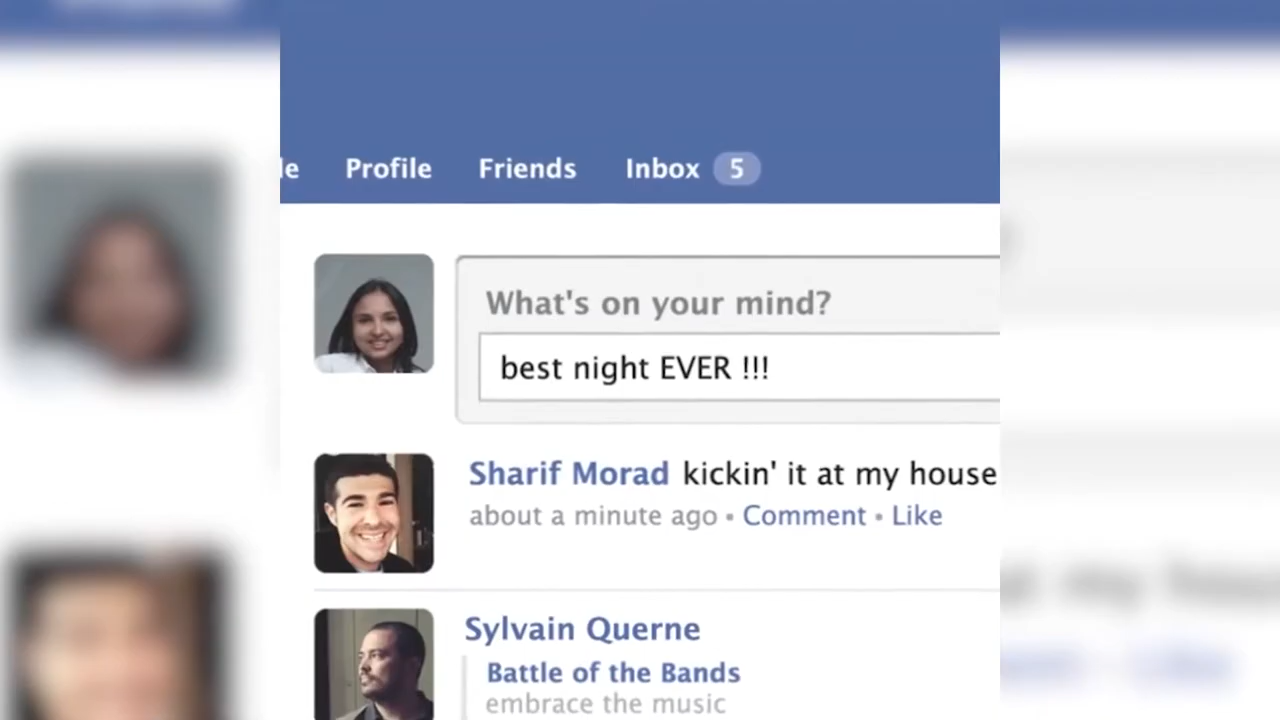 le Profile Friends Inbox 5
What's on your mind?
best night EVER !!!
Sharif Morad kickin' it at my house
about a minute ago • Comment • Like
Sylvain Querne
Battle of the Bands
embrace the music